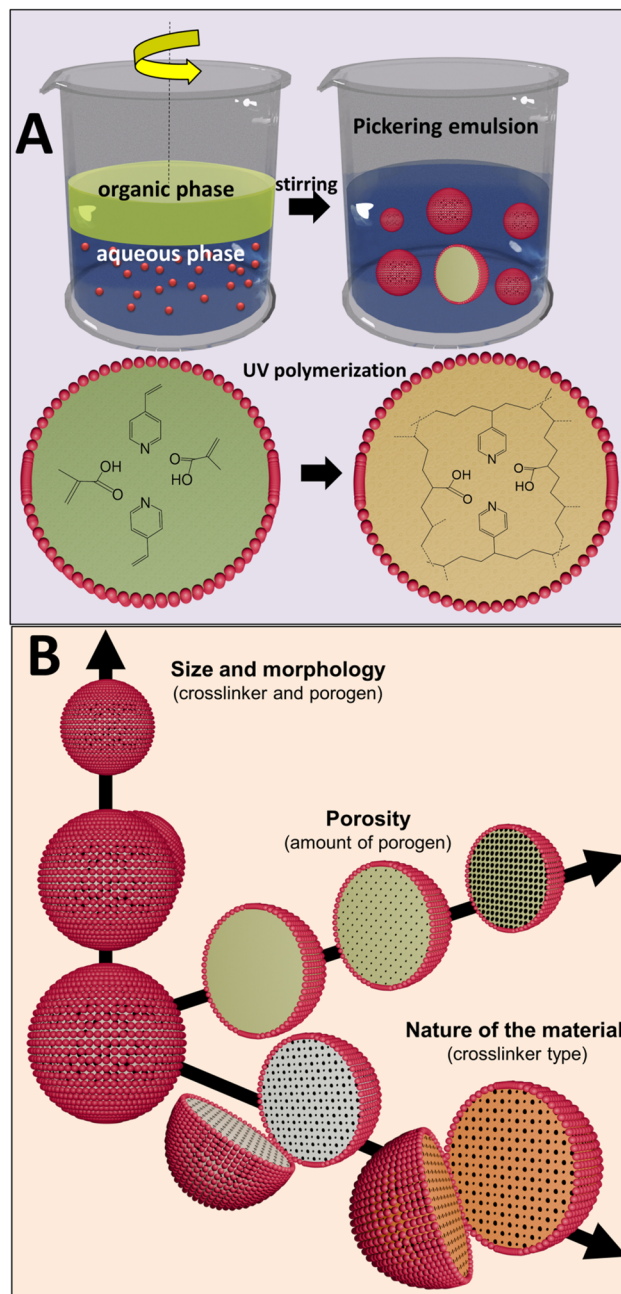 A
Pickering emulsion
organic phase
stirring
aqueous phase
UV polymerization
N
OH
O
O
HO
N
N
OH
O
O
HO
N
B
Size and morphology
(crosslinker and porogen)
Porosity
(amount of porogen)
Nature of the material
(crosslinker type)